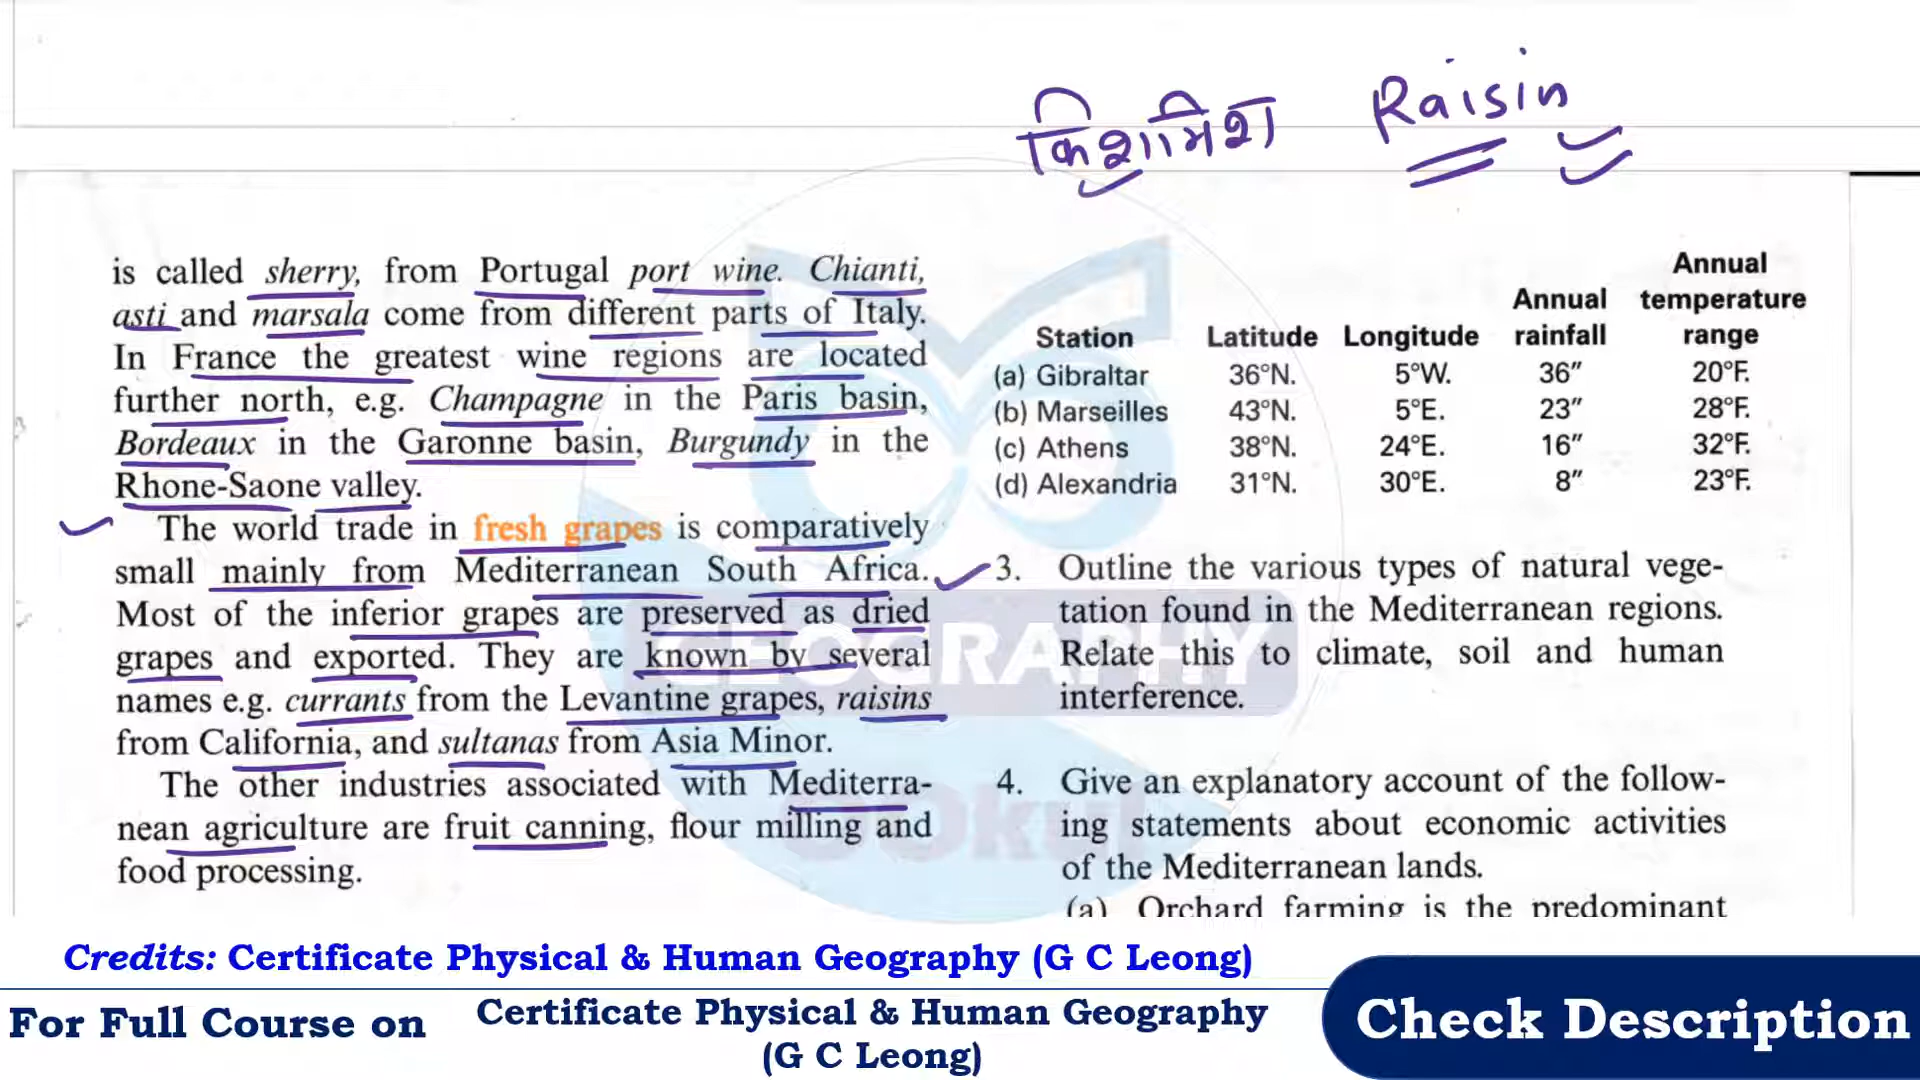 किशमिश Raisin
is called sherry, from Portugal port wine. Chianti,
asti and marsala come from different parts of Italy.
In France the greatest wine regions are located
further north, e.g. Champagne in the Paris basin,
Bordeaux in the Garonne basin, Burgundy in the
Rhone-Saone valley.
The world trade in fresh grapes is comparatively
small mainly from Mediterranean South Africa.
Most of the inferior grapes are preserved as dried
grapes and exported. They are known by several
names e.g. currants from the Levantine grapes, raisins
from California, and sultanas from Asia Minor.
The other industries associated with Mediterra-
nean agriculture are fruit canning, flour milling and
food processing.
Annual
Annual temperature
Station Latitude Longitude rainfall range
(a) Gibraltar 36°N. 5°W. 36″ 20°F.
(b) Marseilles 43°N. 5°E. 23″ 28°F.
(c) Athens 38°N. 24°E. 16″ 32°F.
(d) Alexandria 31°N. 30°E. 8″ 23°F.
3. Outline the various types of natural vege-
tation found in the Mediterranean regions.
Relate this to climate, soil and human
interference.
4. Give an explanatory account of the follow-
ing statements about economic activities
of the Mediterranean lands.
(a) Orchard farming is the predominant
GEOGRAPHY
Credits: Certificate Physical & Human Geography (G C Leong)
For Full Course on
Certificate Physical & Human Geography
(G C Leong)
Check Description